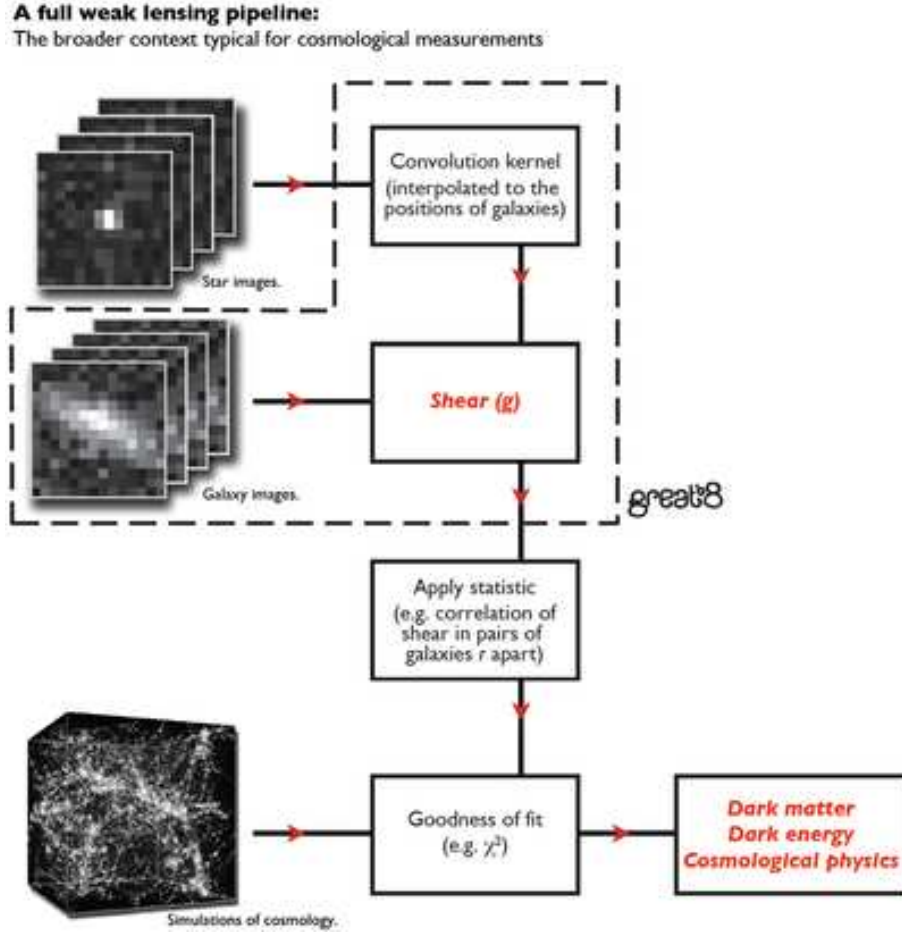 A full weak lensing pipeline:
The broader context typical for cosmological measurements
Convolution kernel
(interpolated to the
positions of galaxies)
Star images.
Shear (g)
Galaxy images.
great08
Apply statistic
(e.g. correlation of
shear in pairs of
galaxies r apart)
Goodness of fit
(e.g. χ²)
Dark matter
Dark energy
Cosmological physics
Simulations of cosmology.